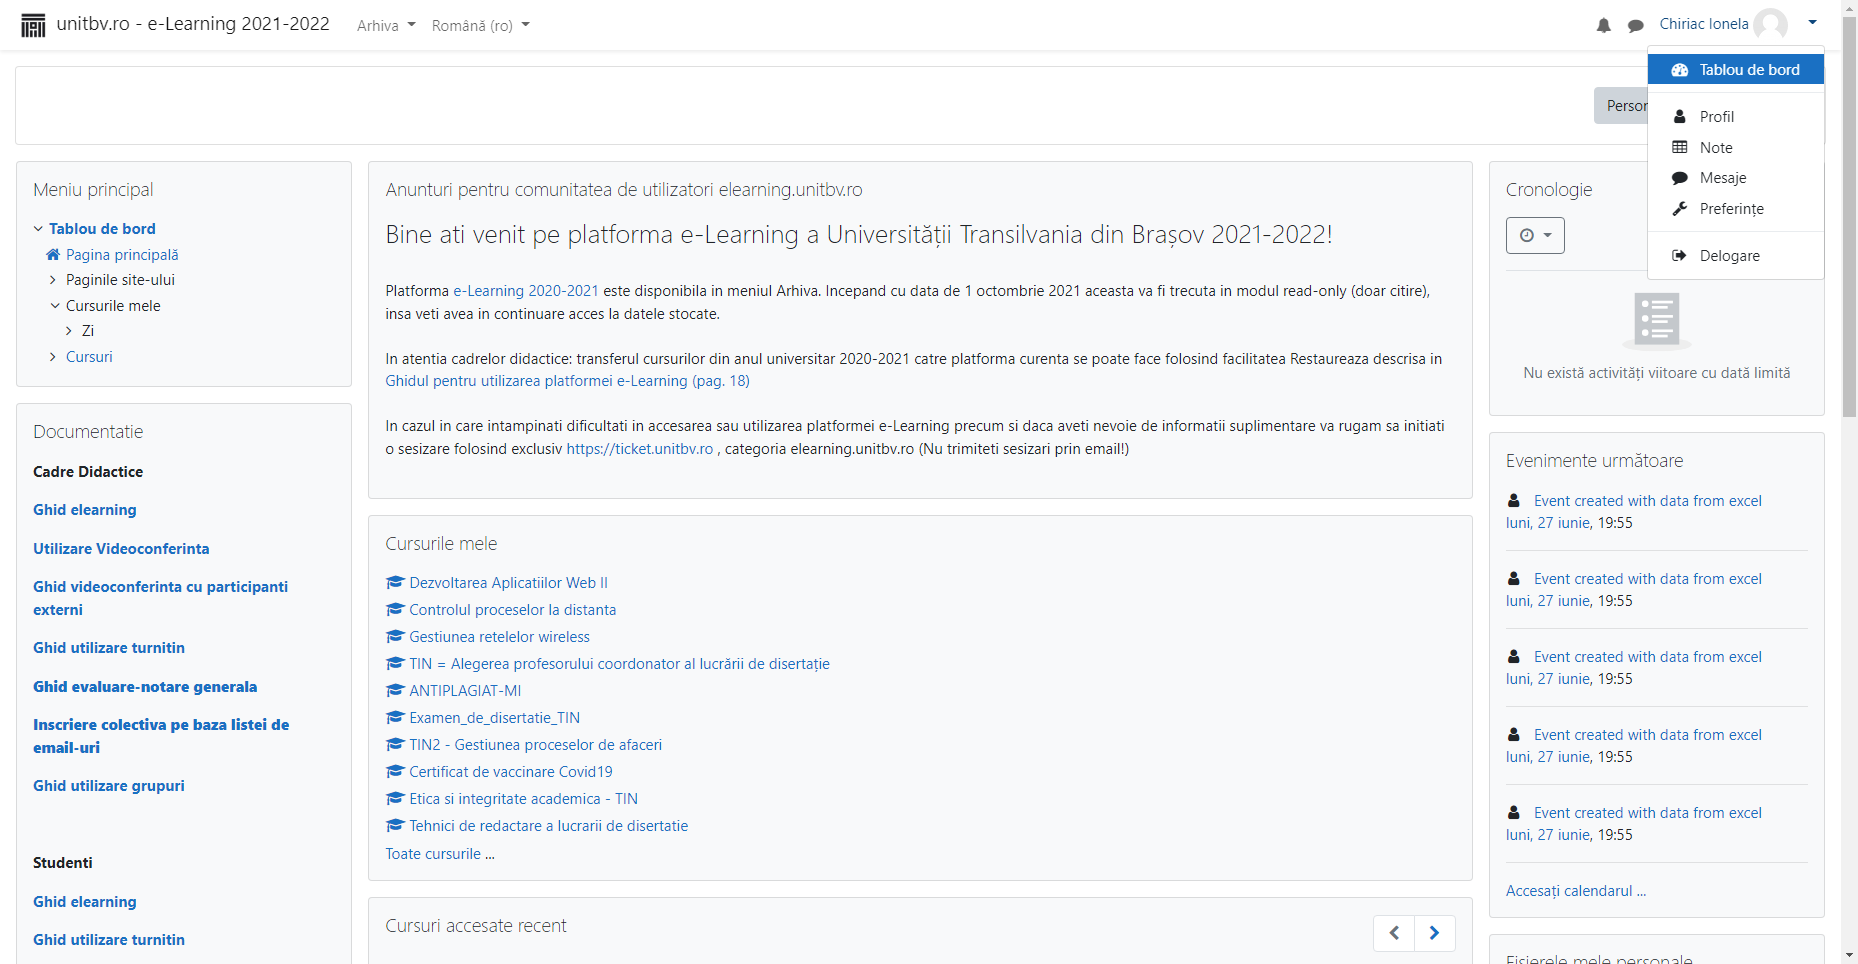 unitbv.ro - e-Learning 2021-2022
Arhiva
Română (ro)
Chiriac Ionela
Tablou de bord
Profil
Note
Mesaje
Preferințe
Delogare
Meniu principal
Tablou de bord
Pagina principală
Paginile site-ului
Cursurile mele
Zi
Cursuri
Documentatie
Cadre Didactice
Ghid elearning
Utilizare Videoconferinta
Ghid videoconferinta cu participanti
externi
Ghid utilizare turnitin
Ghid evaluare-notare generala
Inscriere colectiva pe baza listei de
email-uri
Ghid utilizare grupuri
Studenti
Ghid elearning
Ghid utilizare turnitin
Anunturi pentru comunitatea de utilizatori elearning.unitbv.ro
Bine ati venit pe platforma e-Learning a Universității Transilvania din Brașov 2021-2022!
Platforma e-Learning 2020-2021 este disponibila in meniul Arhiva. Incepand cu data de 1 octombrie 2021 aceasta va fi trecuta in modul read-only (doar citire),
insa veti avea in continuare acces la datele stocate.
In atentia cadrelor didactice: transferul cursurilor din anul universitar 2020-2021 catre platforma curenta se poate face folosind facilitatea Restaureaza descrisa in
Ghidul pentru utilizarea platformei e-Learning (pag. 18)
In cazul in care intampinati dificultati in accesarea sau utilizarea platformei e-Learning precum si daca aveti nevoie de informatii suplimentare va rugam sa initiati
o sesizare folosind exclusiv https://ticket.unitbv.ro , categoria elearning.unitbv.ro (Nu trimiteti sesizari prin email!)
Cursurile mele
Dezvoltarea Aplicatiilor Web II
Controlul proceselor la distanta
Gestiunea retelelor wireless
TIN = Alegerea profesorului coordonator al lucrării de disertație
ANTIPLAGIAT-MI
Examen_de_disertatie_TIN
TIN2 - Gestiunea proceselor de afaceri
Certificat de vaccinare Covid19
Etica si integritate academica - TIN
Tehnici de redactare a lucrarii de disertatie
Toate cursurile ...
Cursuri accesate recent
Cronologie
Nu există activități viitoare cu dată limită
Evenimente următoare
Event created with data from excel
luni, 27 iunie, 19:55
Event created with data from excel
luni, 27 iunie, 19:55
Event created with data from excel
luni, 27 iunie, 19:55
Event created with data from excel
luni, 27 iunie, 19:55
Event created with data from excel
luni, 27 iunie, 19:55
Accesați calendarul ...
Fișierele mele personale